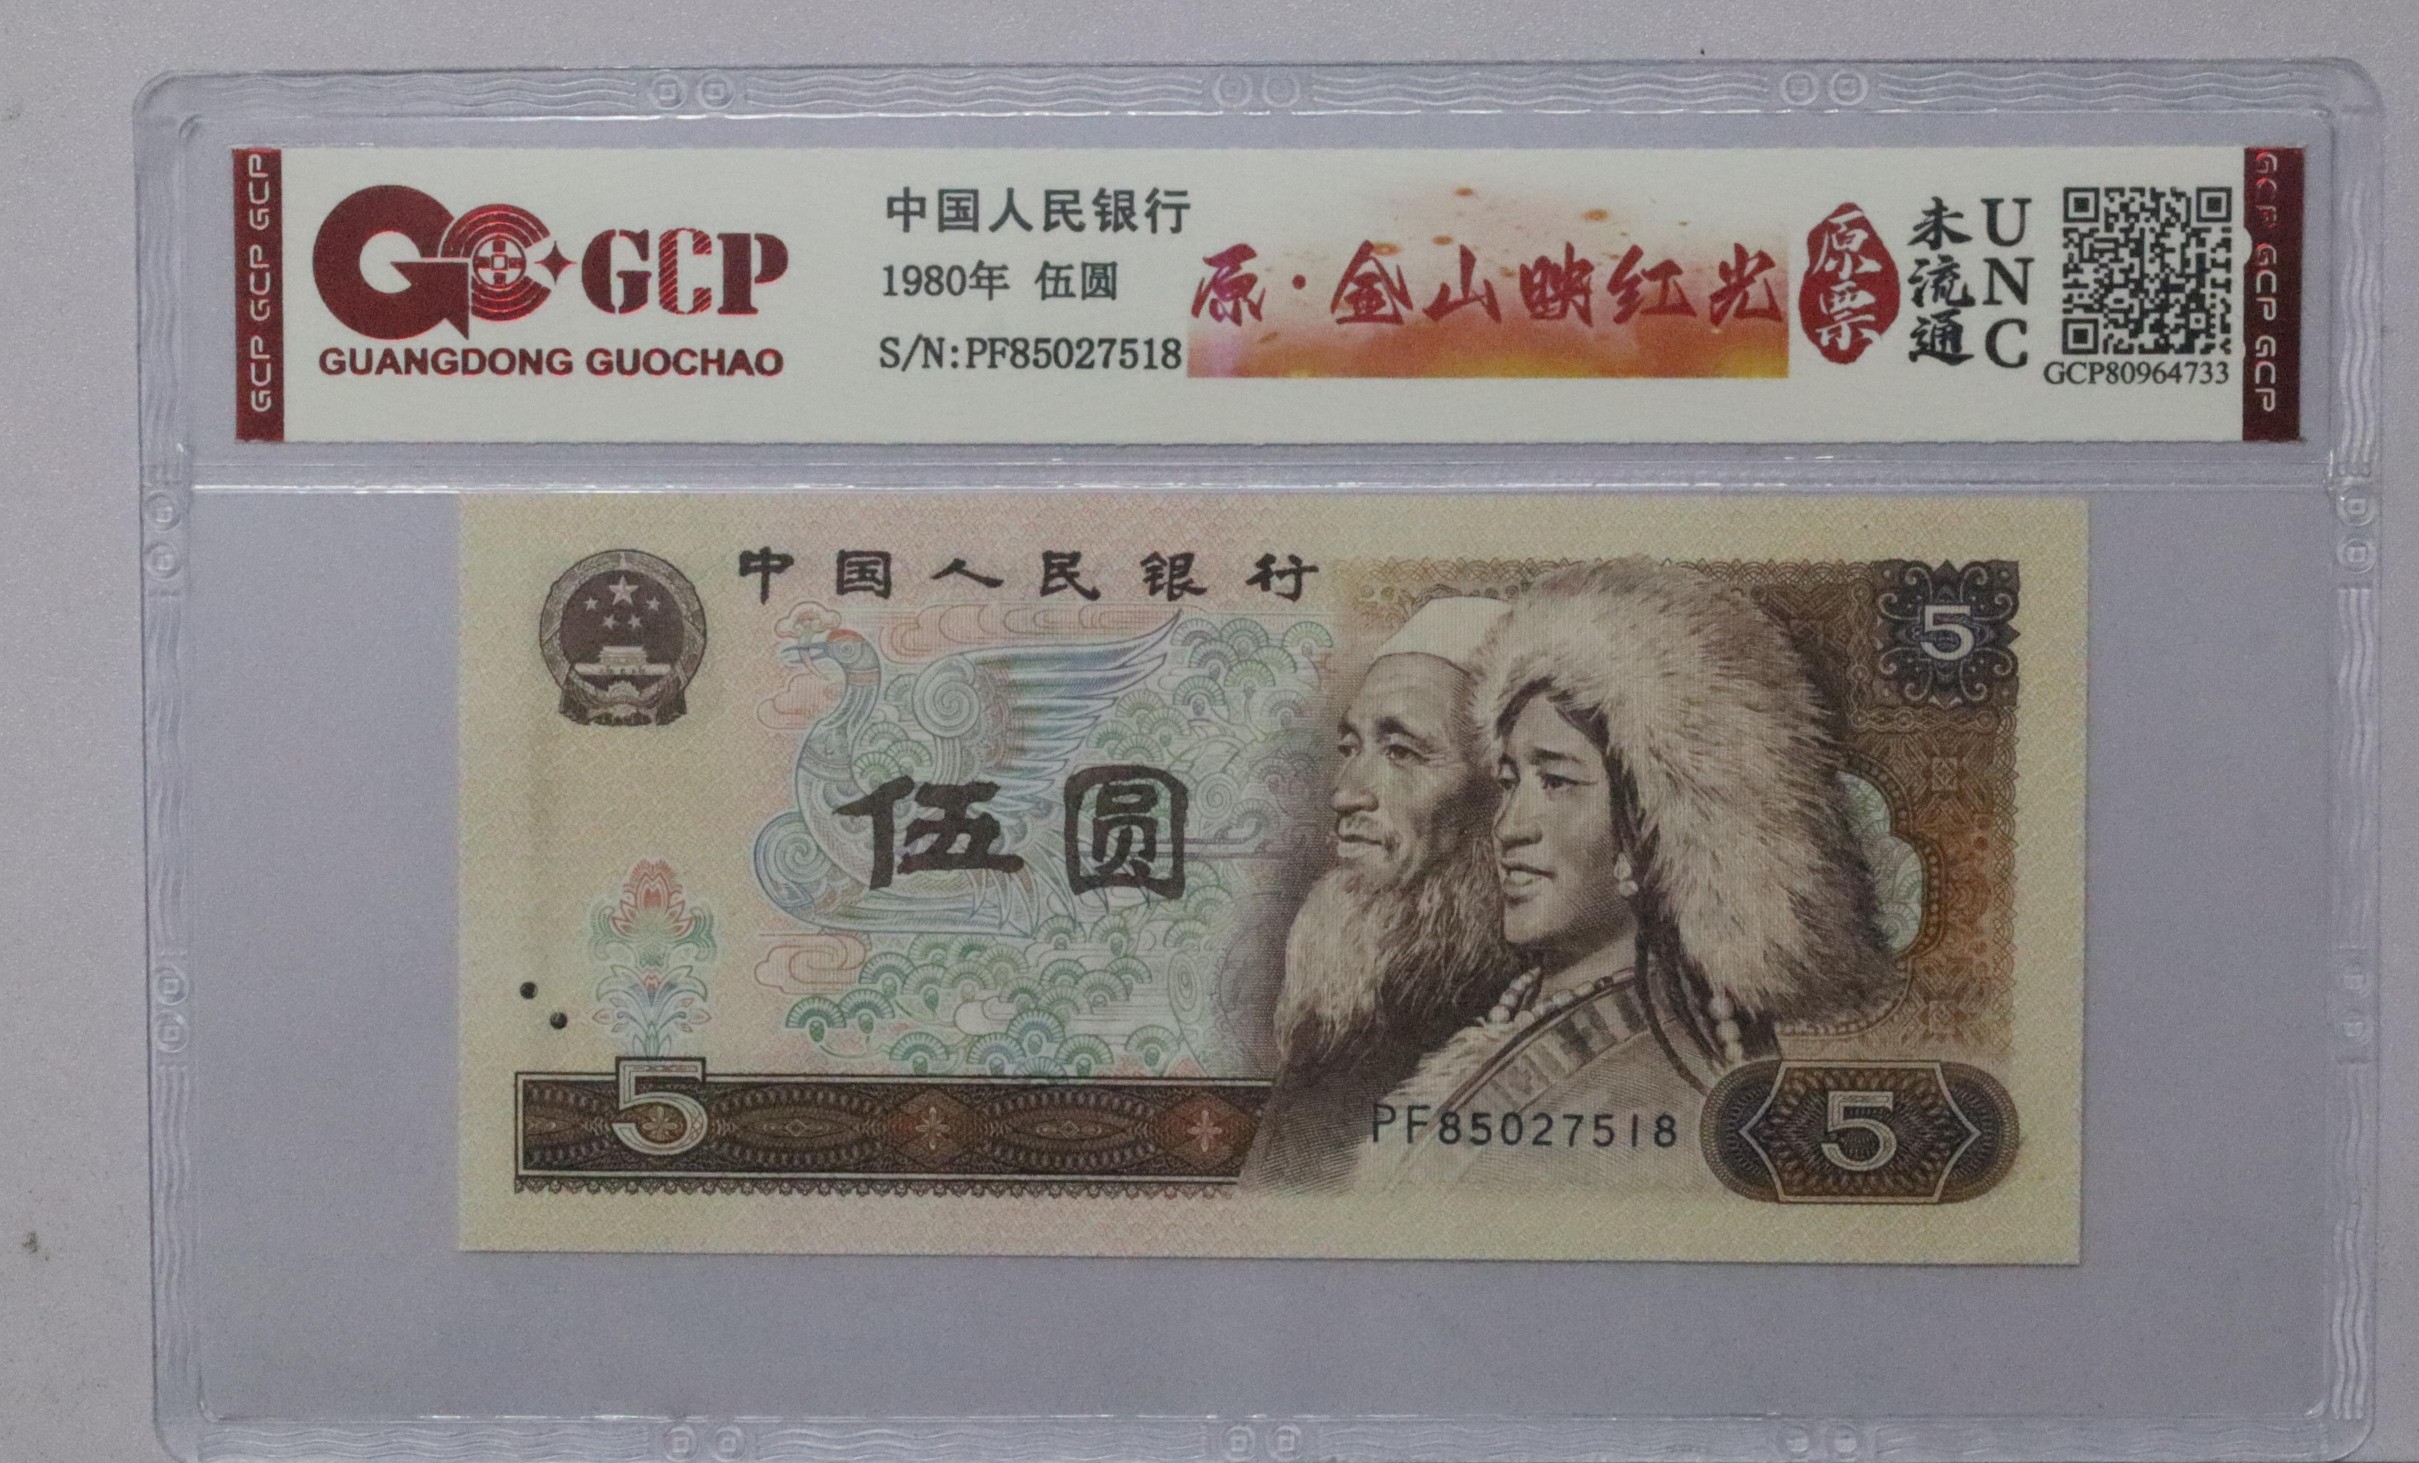 GCP GCP GCP
GCP
GUANGDONG GUOCHAO
中国人民银行
1980年 伍圆
S/N:PF85027518
原·金山映红光
原票
未流通
UNC
GCP80964733
GCP GCP GCP
中国人民银行
5
伍圆
5
PF85027518
5